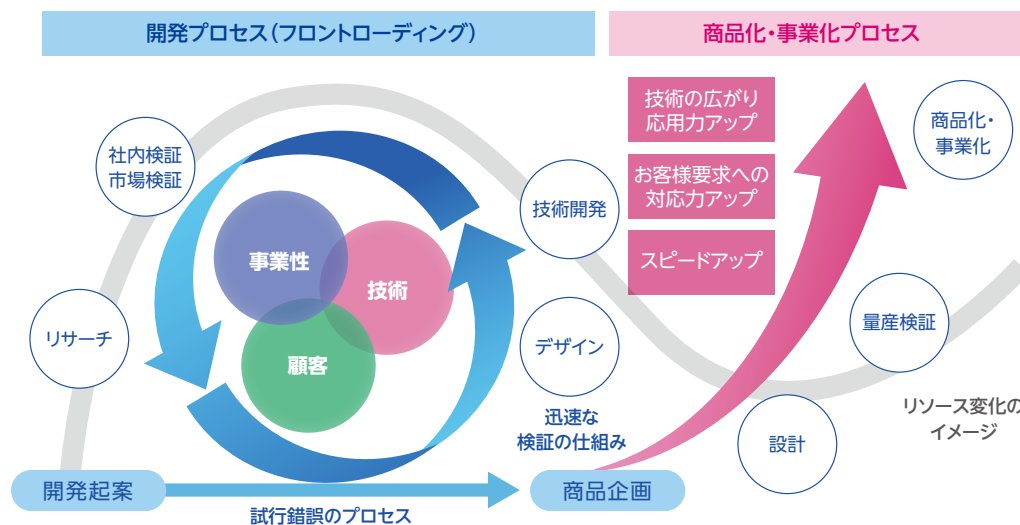 開発プロセス(フロントローディング)
商品化・事業化プロセス
技術の広がり
応用力アップ
お客様要求への
対応力アップ
スピードアップ
商品化・
事業化
社内検証
市場検証
技術開発
事業性
技術
顧客
リサーチ
デザイン
量産検証
迅速な
検証の仕組み
リソース変化の
イメージ
設計
開発起案
商品企画
試行錯誤のプロセス